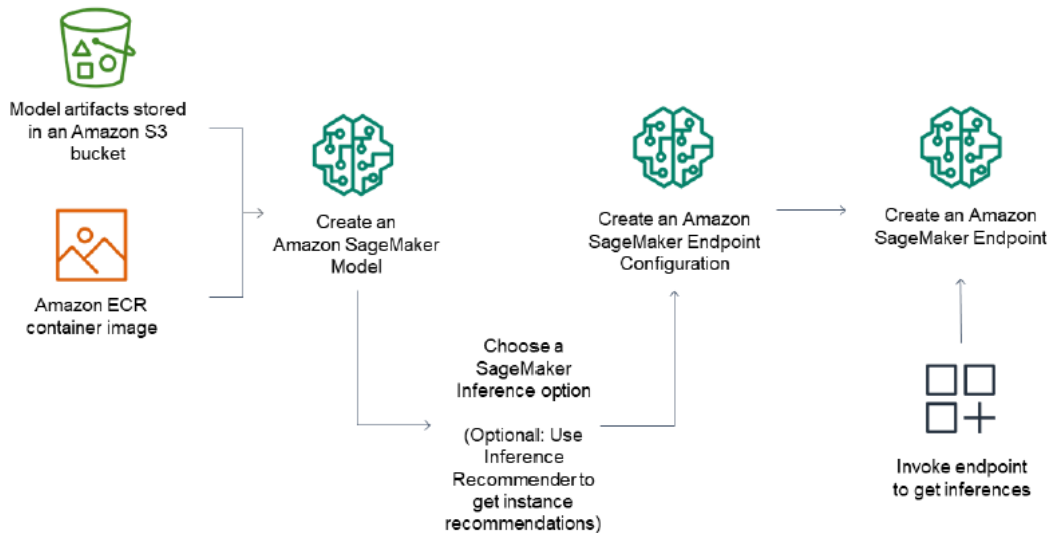 Model artifacts stored
in an Amazon S3
bucket
Amazon ECR
container image
Create an
Amazon SageMaker
Model
Choose a
SageMaker
Inference option
(Optional: Use
Inference
Recommender to
get instance
recommendations)
Create an Amazon
SageMaker Endpoint
Configuration
Create an Amazon
SageMaker Endpoint
Invoke endpoint
to get inferences